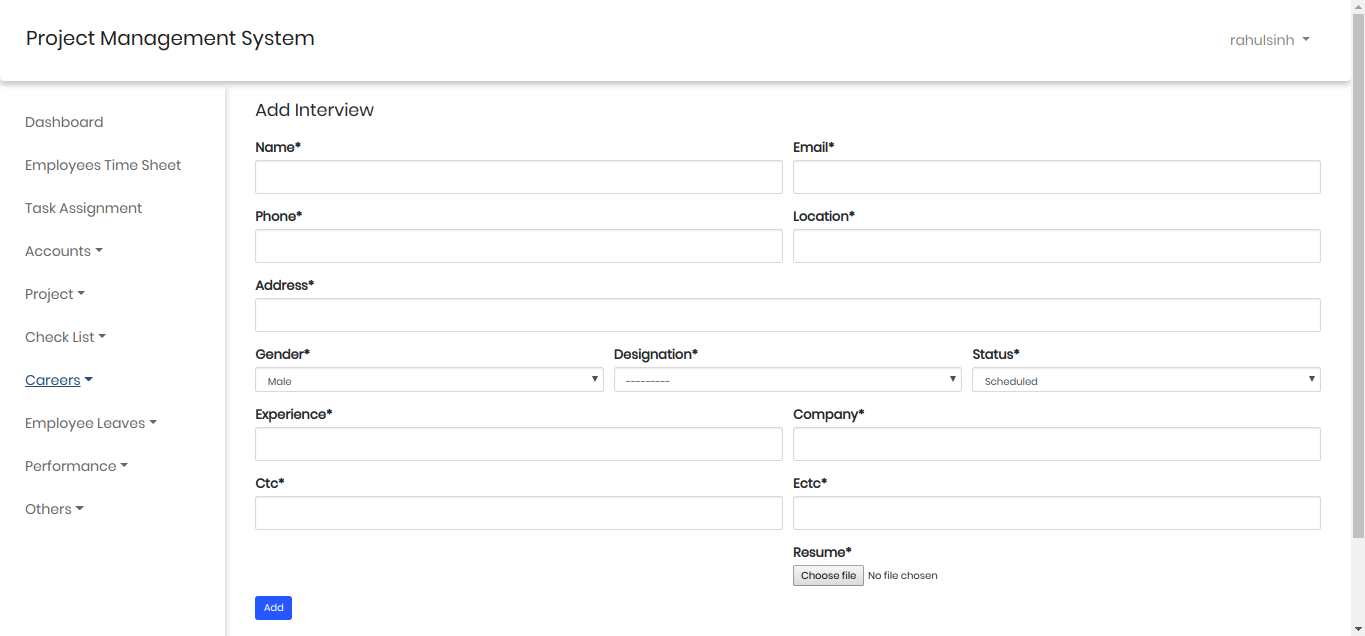 Project Management System
rahulsinh
Dashboard
Employees Time Sheet
Task Assignment
Accounts
Project
Check List
Careers
Employee Leaves
Performance
Others
Add Interview
Name* Email*
Phone* Location*
Address*
Gender* Designation* Status*
Male --------- Scheduled
Experience* Company*
Ctc* Ectc*
Resume*
Choose file No file chosen
Add